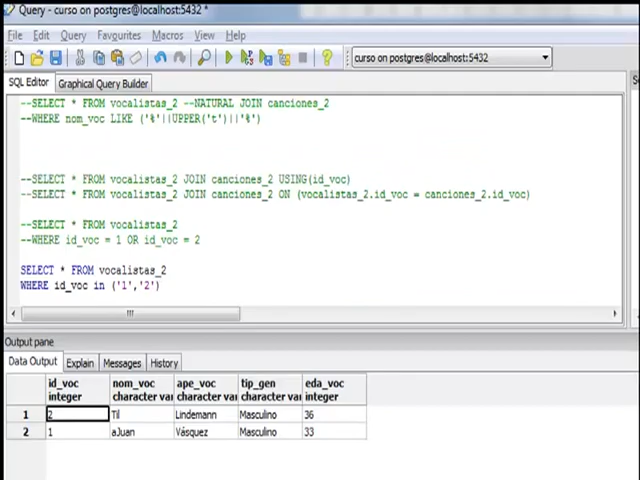 Query - curso on postgres@localhost:5432 *
File Edit Query Favourites Macros View Help
curso on postgres@localhost:5432
SQL Editor Graphical Query Builder
--SELECT * FROM vocalistas_2 --NATURAL JOIN canciones_2
--WHERE nom_voc LIKE ('%'||UPPER('t')||'%')
--SELECT * FROM vocalistas_2 JOIN canciones_2 USING(id_voc)
--SELECT * FROM vocalistas_2 JOIN canciones_2 ON (vocalistas_2.id_voc = canciones_2.id_voc)
--SELECT * FROM vocalistas_2
--WHERE id_voc = 1 OR id_voc = 2
SELECT * FROM vocalistas_2
WHERE id_voc in ('1','2')
Output pane
Data Output Explain Messages History
id_voc nom_voc ape_voc tip_gen eda_voc
integer character var character var character var integer
1 2 Til Lindemann Masculino 36
2 1 aJuan Vásquez Masculino 33